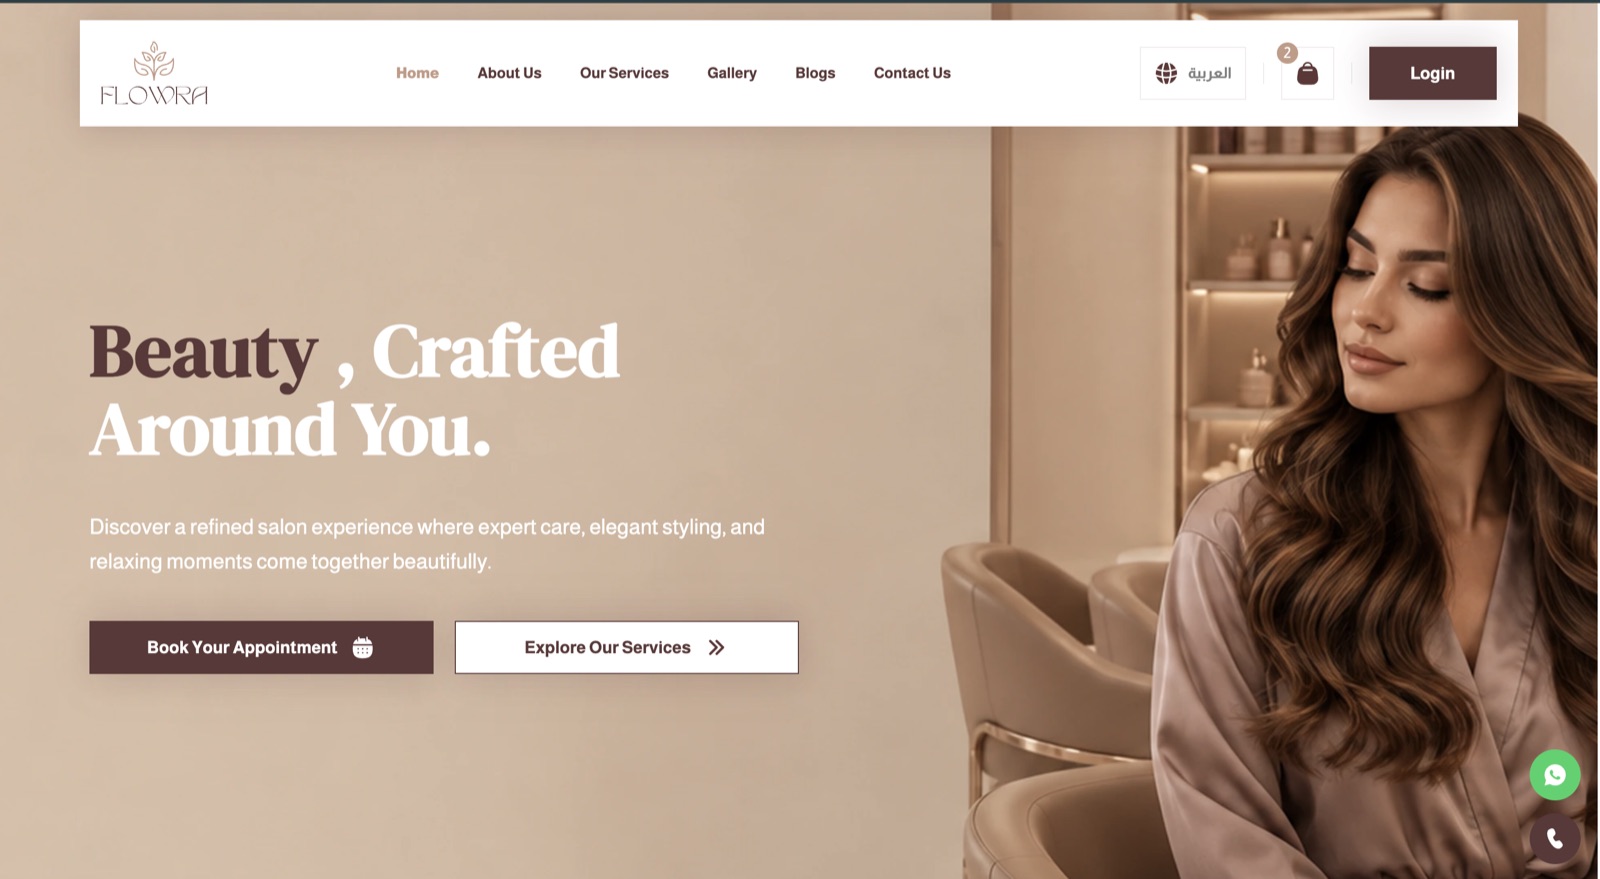 FLOWRA
Home
About Us
Our Services
Gallery
Blogs
Contact Us
العربية
2
Login
Beauty , Crafted
Around You.
Discover a refined salon experience where expert care, elegant styling, and
relaxing moments come together beautifully.
Book Your Appointment
Explore Our Services